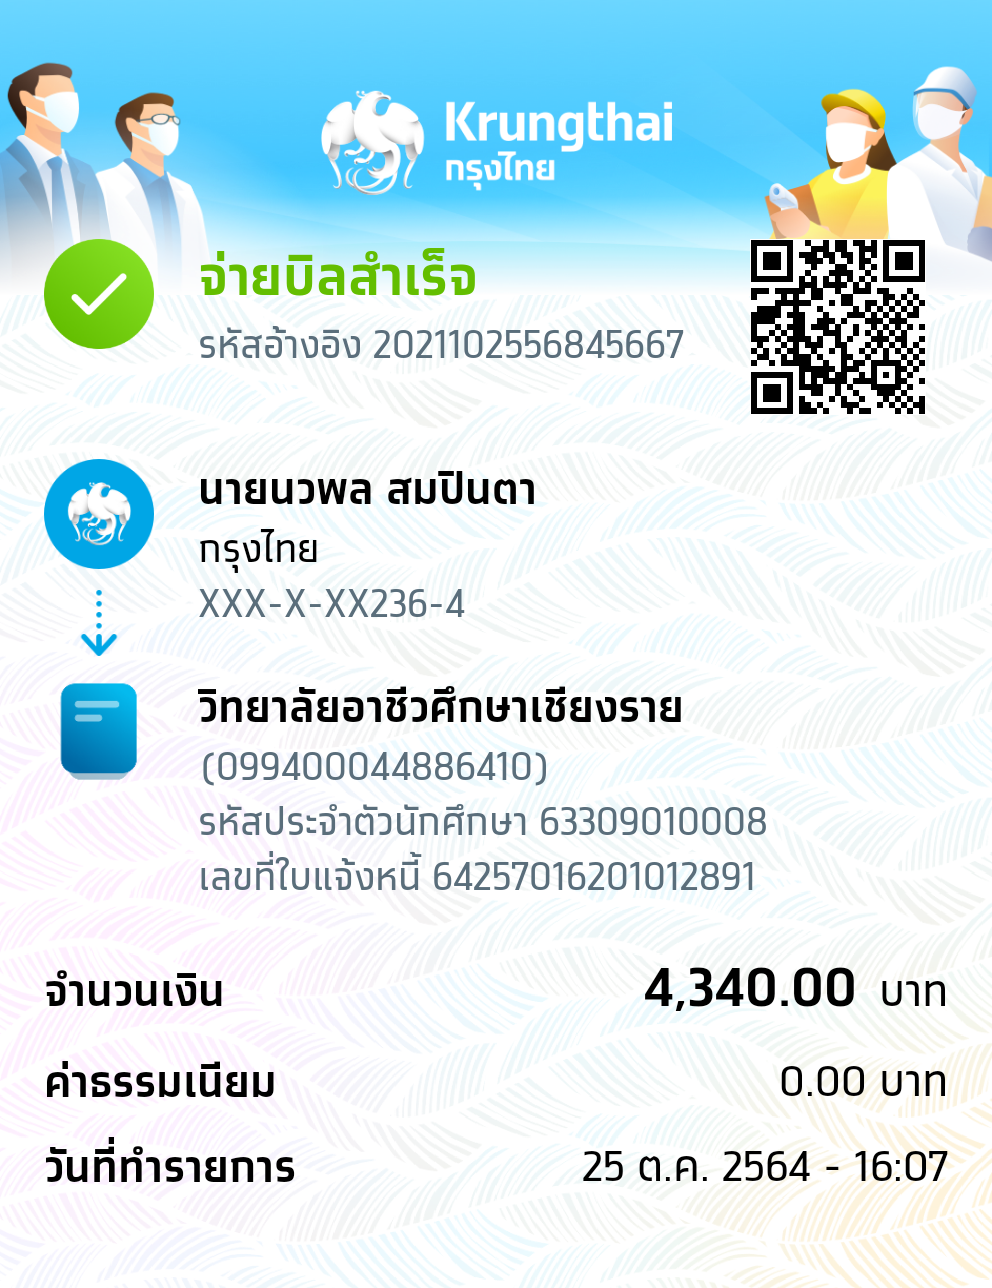 Krungthai
กรุงไทย
จ่ายบิลสำเร็จ
รหัสอ้างอิง 2021102556845667
นายนวพล สมปินตา
กรุงไทย
XXX-X-XX236-4
วิทยาลัยอาชีวศึกษาเชียงราย
(099400044886410)
รหัสประจำตัวนักศึกษา 63309010008
เลขที่ใบแจ้งหนี้ 64257016201012891
จำนวนเงิน 4,340.00 บาท
ค่าธรรมเนียม 0.00 บาท
วันที่ทำรายการ 25 ต.ค. 2564 - 16:07